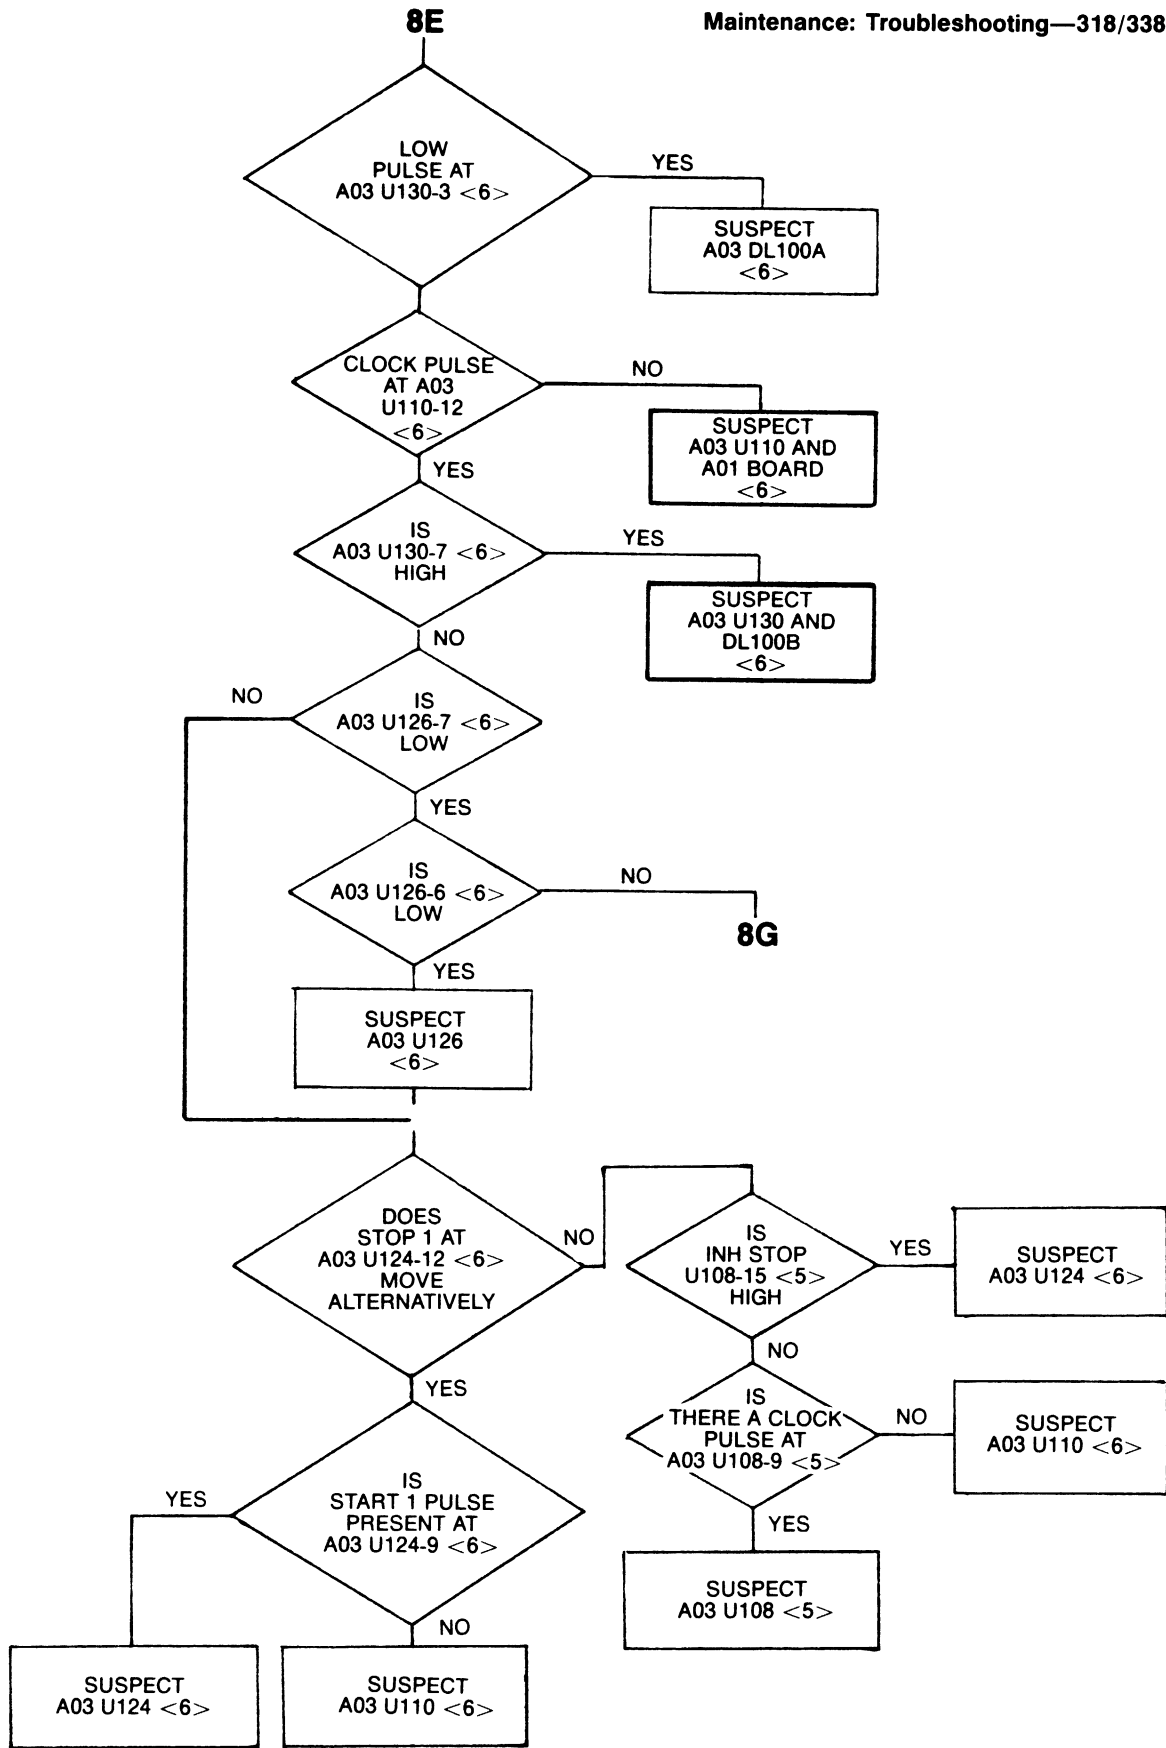 8E
Maintenance: Troubleshooting—318/338
LOW
PULSE AT
A03 U130-3 <6>
YES
SUSPECT
A03 DL100A
<6>
CLOCK PULSE
AT A03
U110-12
<6>
NO
SUSPECT
A03 U110 AND
A01 BOARD
<6>
YES
IS
A03 U130-7 <6>
HIGH
YES
SUSPECT
A03 U130 AND
DL100B
<6>
NO
IS
A03 U126-7 <6>
LOW
NO
YES
IS
A03 U126-6 <6>
LOW
NO
8G
YES
SUSPECT
A03 U126
<6>
DOES
STOP 1 AT
A03 U124-12 <6>
MOVE
ALTERNATIVELY
NO
IS
INH STOP
U108-15 <5>
HIGH
YES
SUSPECT
A03 U124 <6>
NO
IS
THERE A CLOCK
PULSE AT
A03 U108-9 <5>
NO
SUSPECT
A03 U110 <6>
YES
SUSPECT
A03 U108 <5>
YES
IS
START 1 PULSE
PRESENT AT
A03 U124-9 <6>
YES
SUSPECT
A03 U124 <6>
NO
SUSPECT
A03 U110 <6>